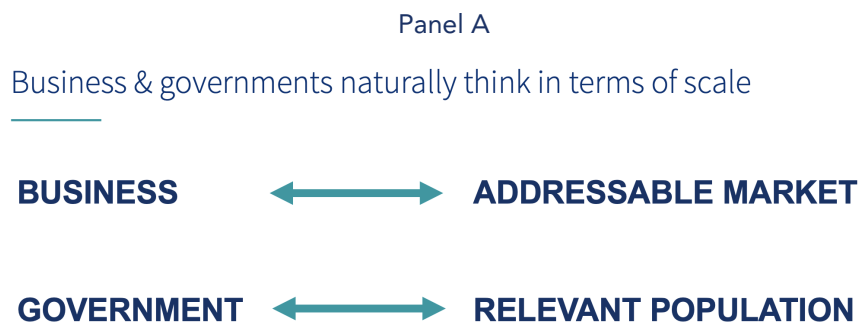 Panel A
Business & governments naturally think in terms of scale
BUSINESS ADDRESSABLE MARKET
GOVERNMENT RELEVANT POPULATION